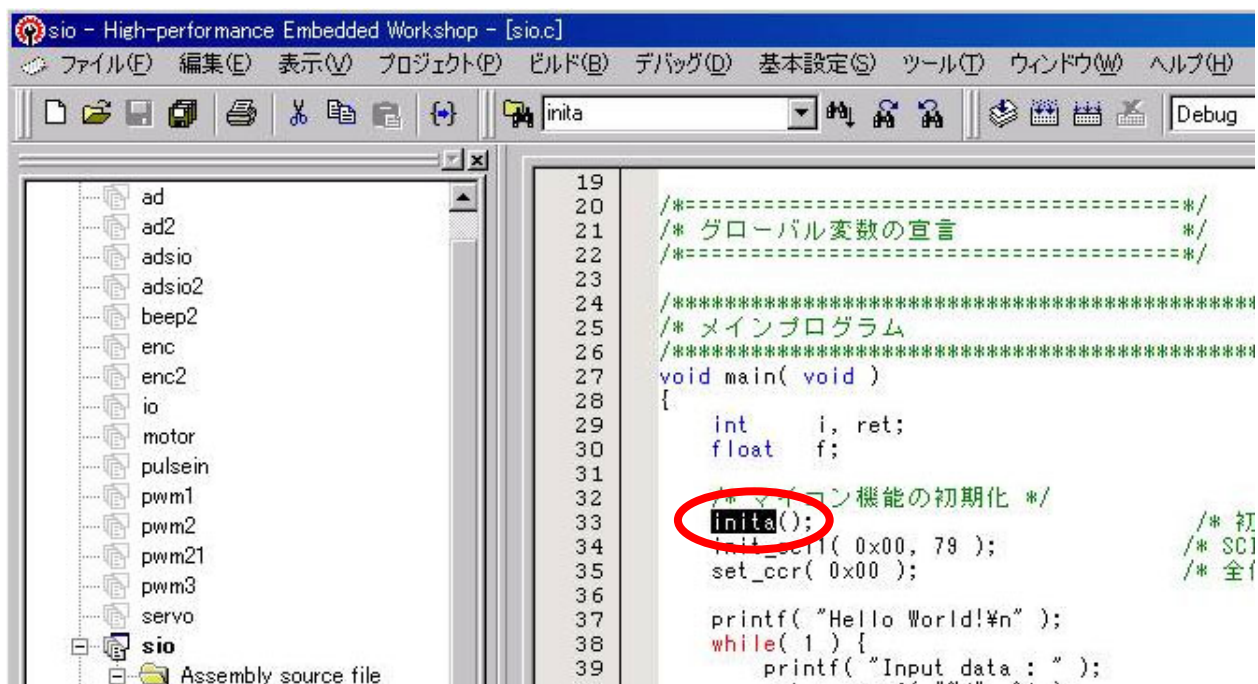 sio - High-performance Embedded Workshop - [sio.c]
ファイル(F) 編集(E) 表示(V) プロジェクト(P) ビルド(B) デバッグ(D) 基本設定(S) ツール(T) ウィンドウ(W) ヘルプ(H)
inita Debug
ad
ad2
adsio
adsio2
beep2
enc
enc2
io
motor
pulsein
pwm1
pwm2
pwm21
pwm3
servo
sio
Assembly source file
19
20 /*======================================*/
21 /* グローバル変数の宣言 */
22 /*======================================*/
23
24 /**********************************************
25 /* メインプログラム
26 /**********************************************
27 void main( void )
28 {
29 int i, ret;
30 float f;
31
32 /* マイコン機能の初期化 */
33 inita(); /* 初
34 init_sci1( 0x00, 79 ); /* SCI
35 set_ccr( 0x00 ); /* 全
36
37 printf( "Hello World!¥n" );
38 while( 1 ) {
39 printf( "Input data : " );